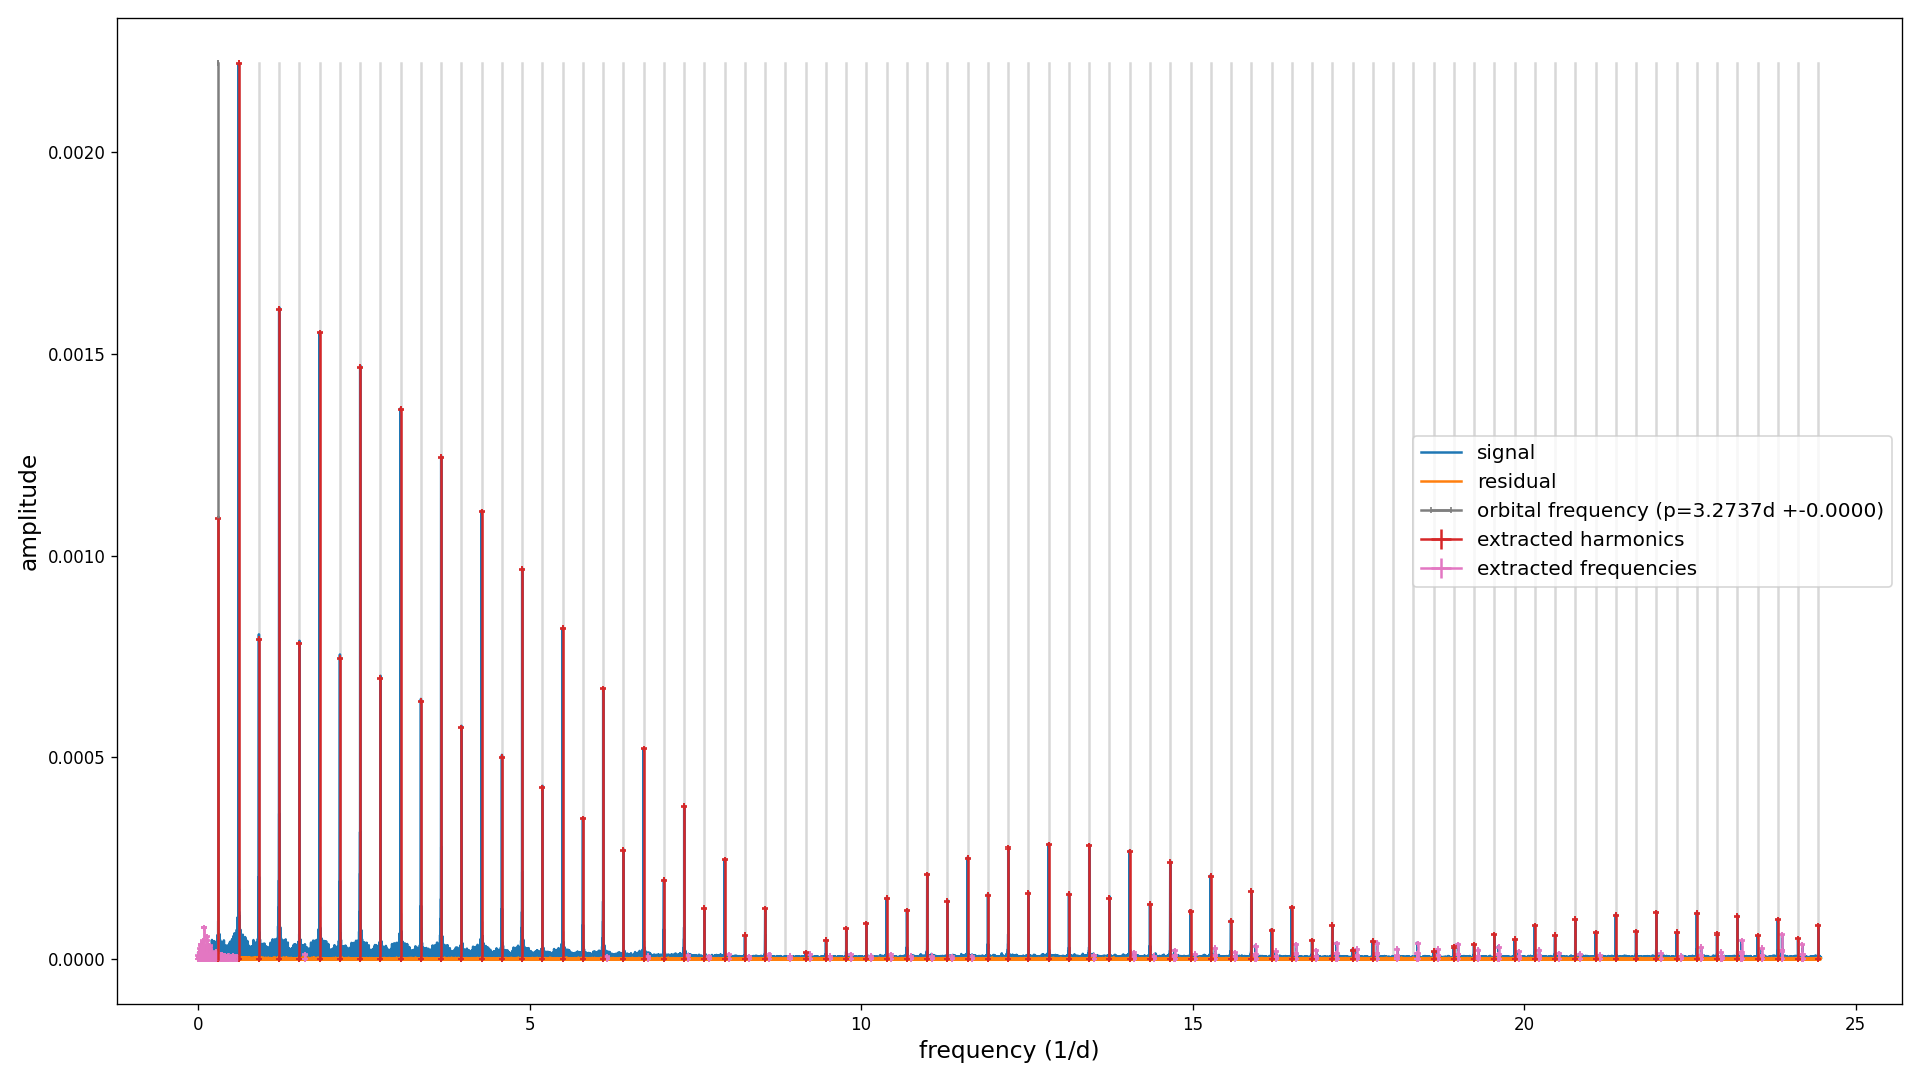 0.0020
0.0015
0.0010
0.0005
0.0000
amplitude
signal
residual
orbital frequency (p=3.2737d +-0.0000)
extracted harmonics
extracted frequencies
0 5 10 15 20 25
frequency (1/d)